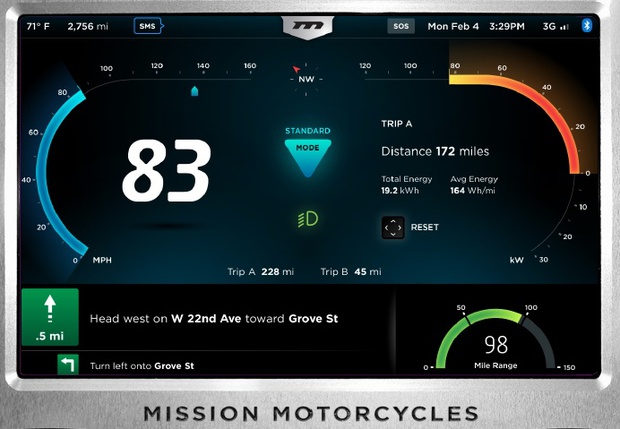 71° F 2,756 mi SMS m SOS Mon Feb 4 3:29PM 3G
100 120 140 160 NW 120 100 80 60
80 40
60 20
40 0
20 10
0 MPH 20
kW 30
83
STANDARD
MODE
TRIP A
Distance 172 miles
Total Energy Avg Energy
19.2 kWh 164 Wh/mi
RESET
Trip A 228 mi Trip B 45 mi
.5 mi
Head west on W 22nd Ave toward Grove St
Turn left onto Grove St
50 100
0 150
98
Mile Range
MISSION MOTORCYCLES